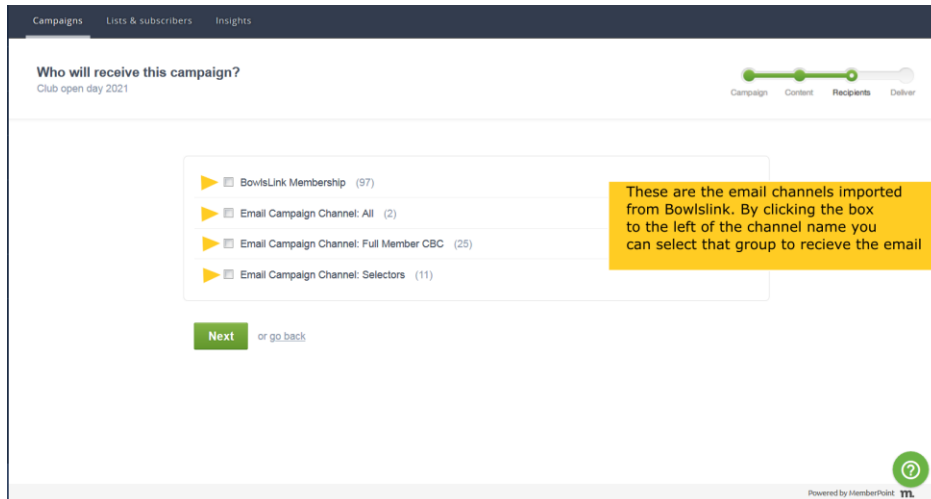 Campaigns Lists & subscribers Insights
Who will receive this campaign?
Club open day 2021
Campaign Content Recipients Deliver
BowlsLink Membership (97)
Email Campaign Channel: All (2)
Email Campaign Channel: Full Member CBC (25)
Email Campaign Channel: Selectors (11)
These are the email channels imported
from Bowlslink. By clicking the box
to the left of the channel name you
can select that group to recieve the email
Next or go back
?
Powered by MemberPoint m.